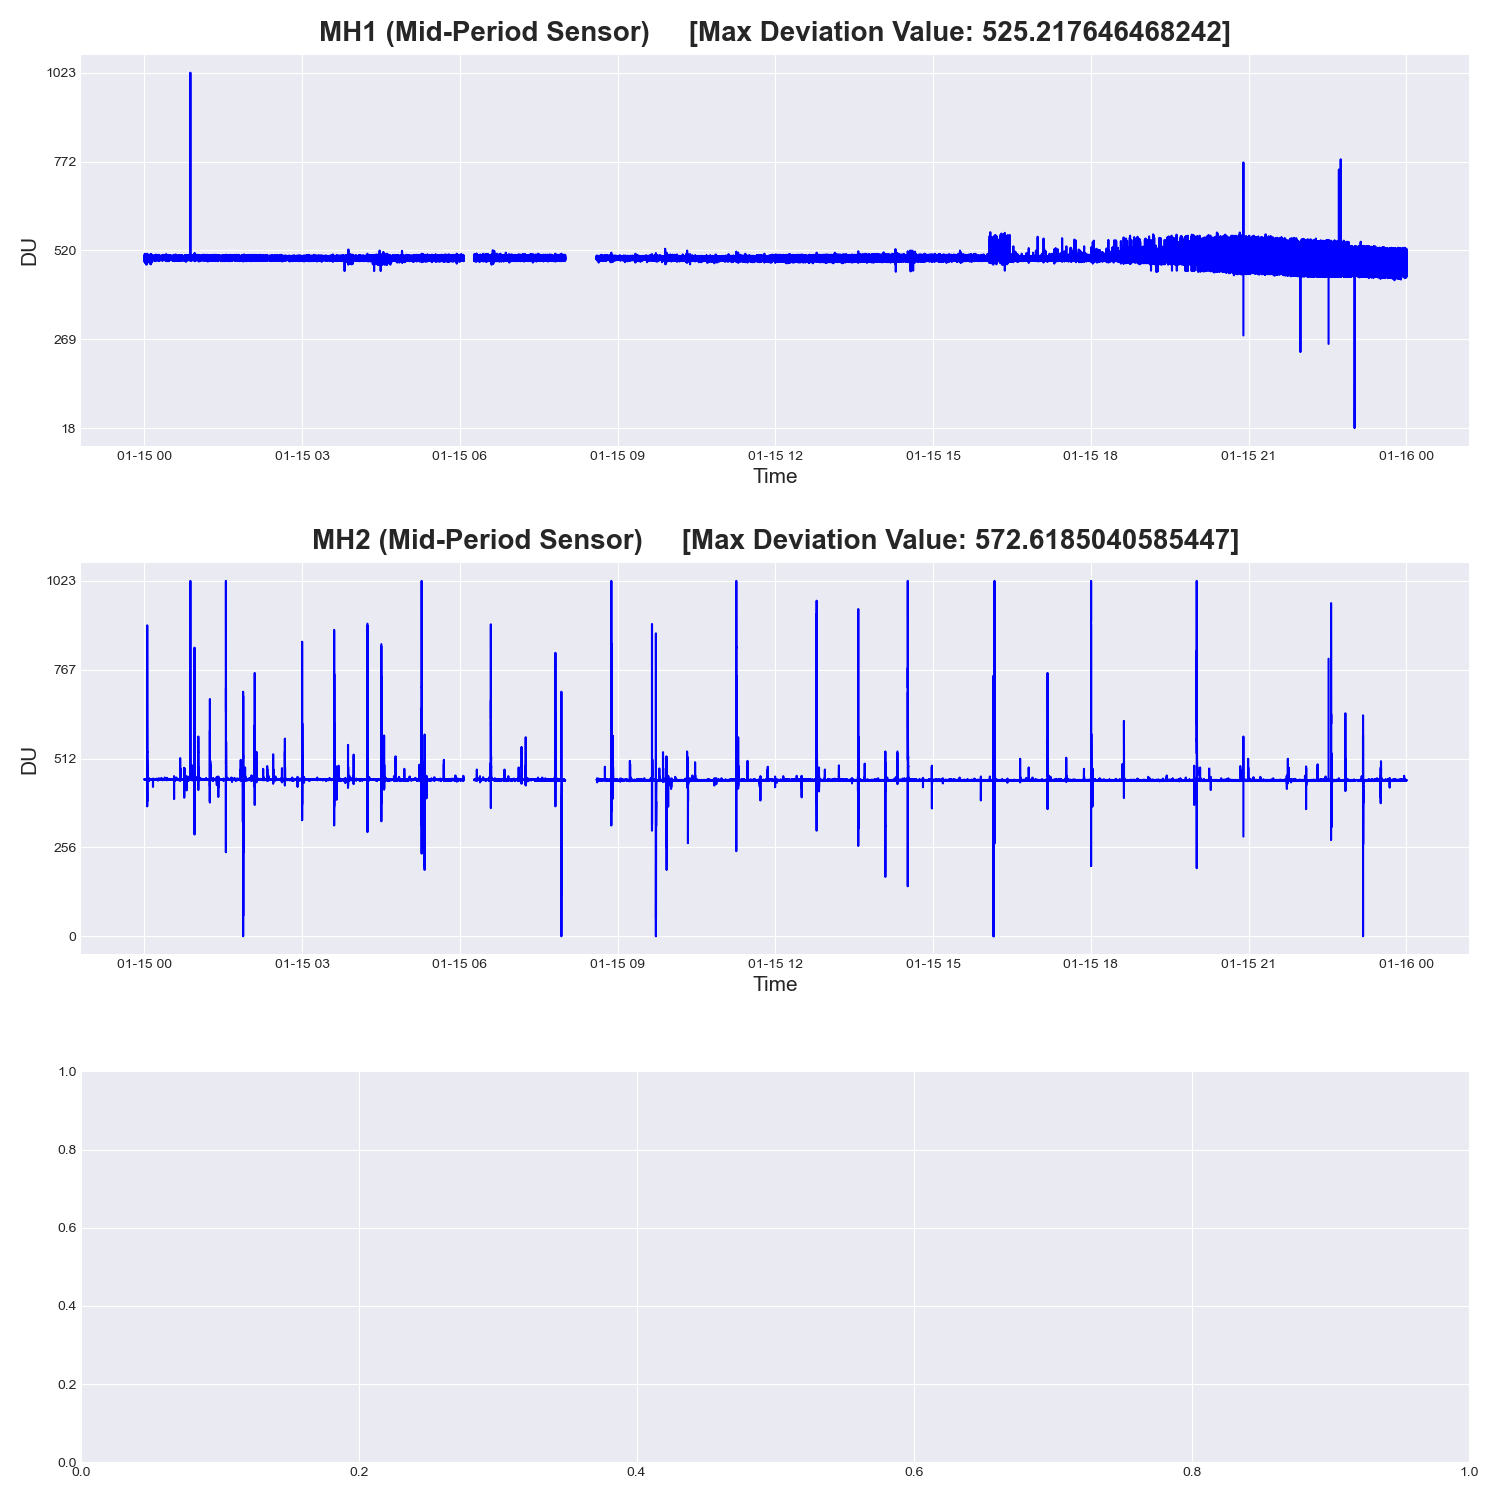 MH1 (Mid-Period Sensor) [Max Deviation Value: 525.217646468242]
1023
772
520
269
18
DU
01-15 00 01-15 03 01-15 06 01-15 09 01-15 12 01-15 15 01-15 18 01-15 21 01-16 00
Time
MH2 (Mid-Period Sensor) [Max Deviation Value: 572.6185040585447]
1023
767
512
256
0
DU
01-15 00 01-15 03 01-15 06 01-15 09 01-15 12 01-15 15 01-15 18 01-15 21 01-16 00
Time
1.0
0.8
0.6
0.4
0.2
0.0
0.0 0.2 0.4 0.6 0.8 1.0